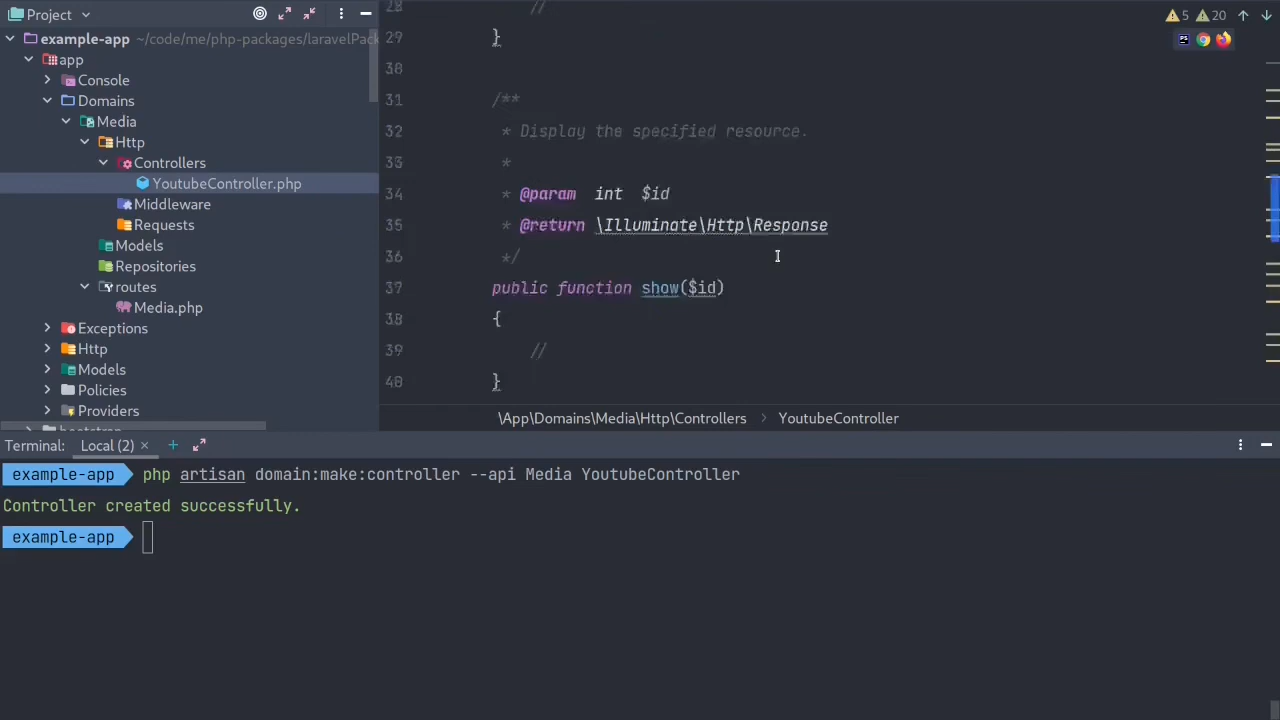 Project
example-app ~/code/me/php-packages/laravelPack
app
Console
Domains
Media
Http
Controllers
YoutubeController.php
Middleware
Requests
Models
Repositories
routes
Media.php
Exceptions
Http
Models
Policies
Providers
bootstrap
5 20
28 //
29 }
30
31 /**
32 * Display the specified resource.
33 *
34 * @param int $id
35 * @return \Illuminate\Http\Response
36 */
37 public function show($id)
38 {
39 //
40 }
\App\Domains\Media\Http\Controllers > YoutubeController
Terminal: Local (2) × +
example-app php artisan domain:make:controller --api Media YoutubeController
Controller created successfully.
example-app